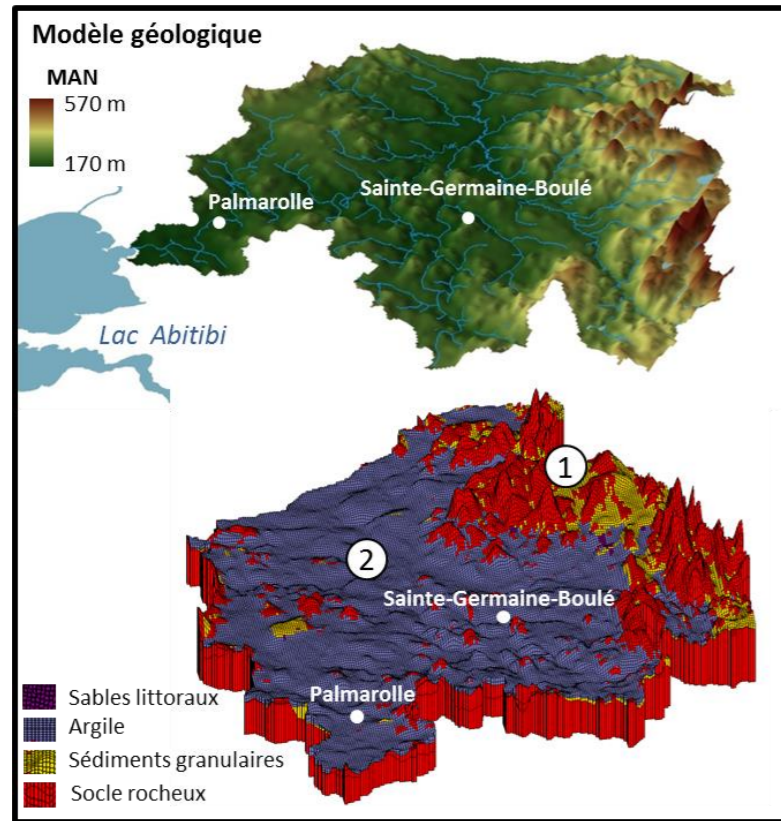 Modèle géologique
MAN
570 m
170 m
Sainte-Germaine-Boulé
Palmarolle
Lac Abitibi
1
2
Sainte-Germaine-Boulé
Palmarolle
Sables littoraux
Argile
Sédiments granulaires
Socle rocheux